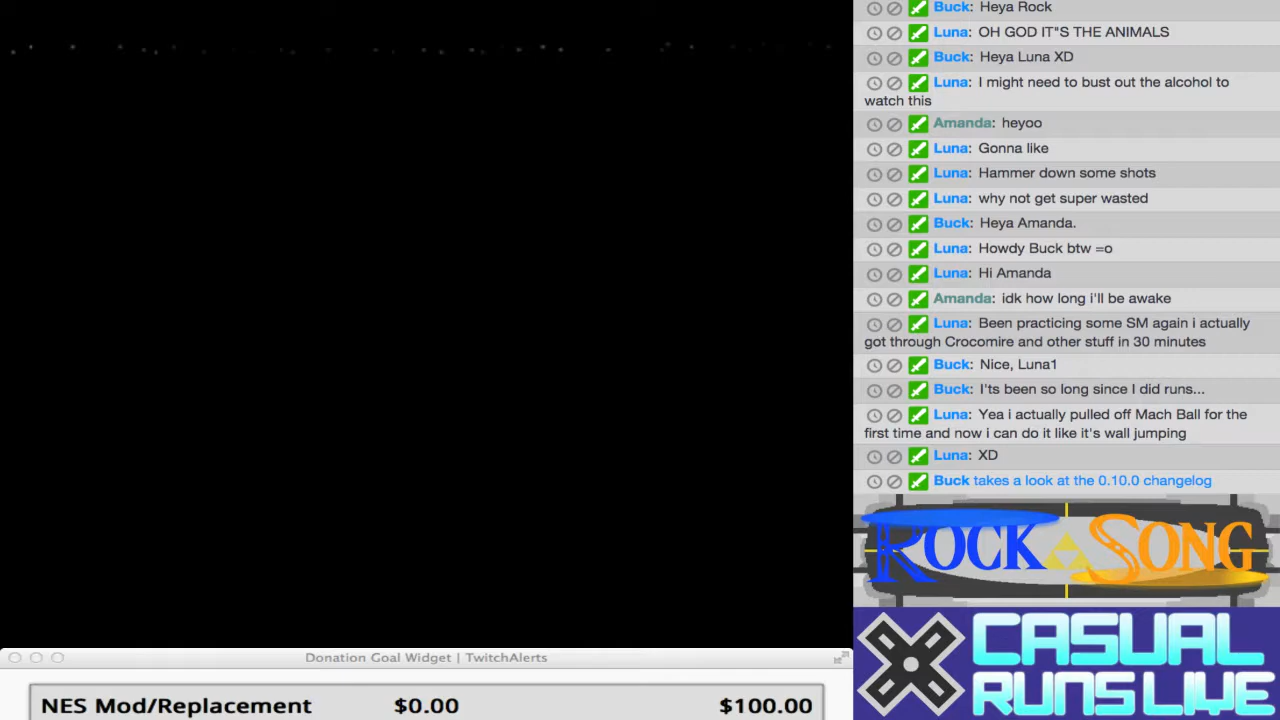 Buck: Heya Rock
Luna: OH GOD IT"S THE ANIMALS
Buck: Heya Luna XD
Luna: I might need to bust out the alcohol to
watch this
Amanda: heyoo
Luna: Gonna like
Luna: Hammer down some shots
Luna: why not get super wasted
Buck: Heya Amanda.
Luna: Howdy Buck btw =o
Luna: Hi Amanda
Amanda: idk how long i'll be awake
Luna: Been practicing some SM again i actually
got through Crocomire and other stuff in 30 minutes
Buck: Nice, Luna1
Buck: I'ts been so long since I did runs...
Luna: Yea i actually pulled off Mach Ball for the
first time and now i can do it like it's wall jumping
Luna: XD
Buck takes a look at the 0.10.0 changelog
ROCK SONG
CASUAL
RUNS LIVE
Donation Goal Widget | TwitchAlerts
NES Mod/Replacement $0.00 $100.00